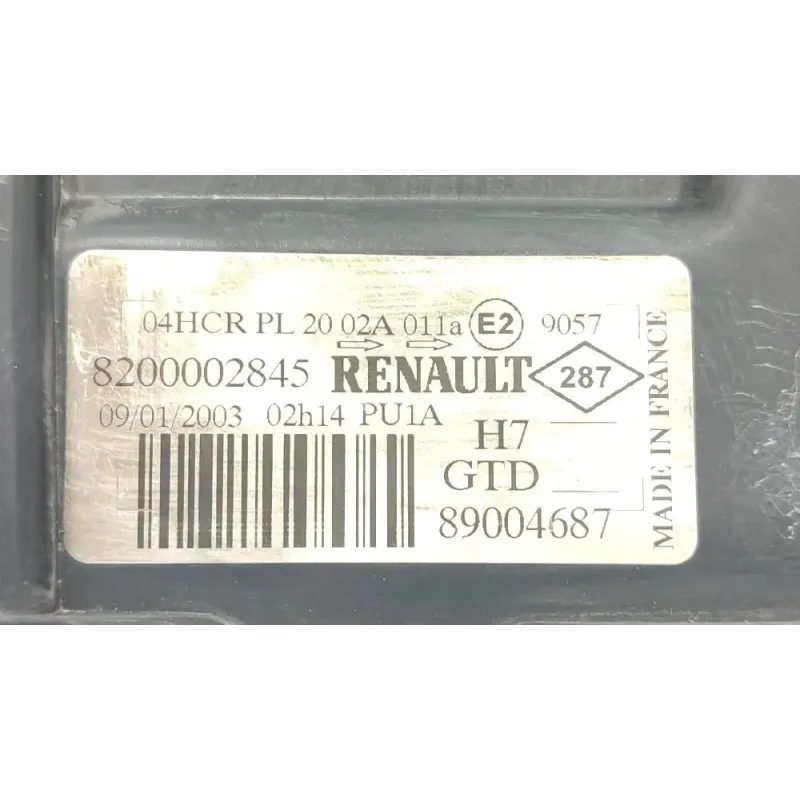 04HCR PL 20 02A 011a E2 9057
8200002845 RENAULT 287
09/01/2003 02h14 PU1A
H7
GTD
89004687
MADE IN FRANCE